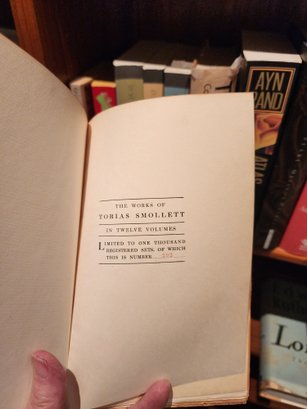 THE WORKS OF
TOBIAS SMOLLETT
IN TWELVE VOLUMES
LIMITED TO ONE THOUSAND
REGISTERED SETS, OF WHICH
THIS IS NUMBER
AYN